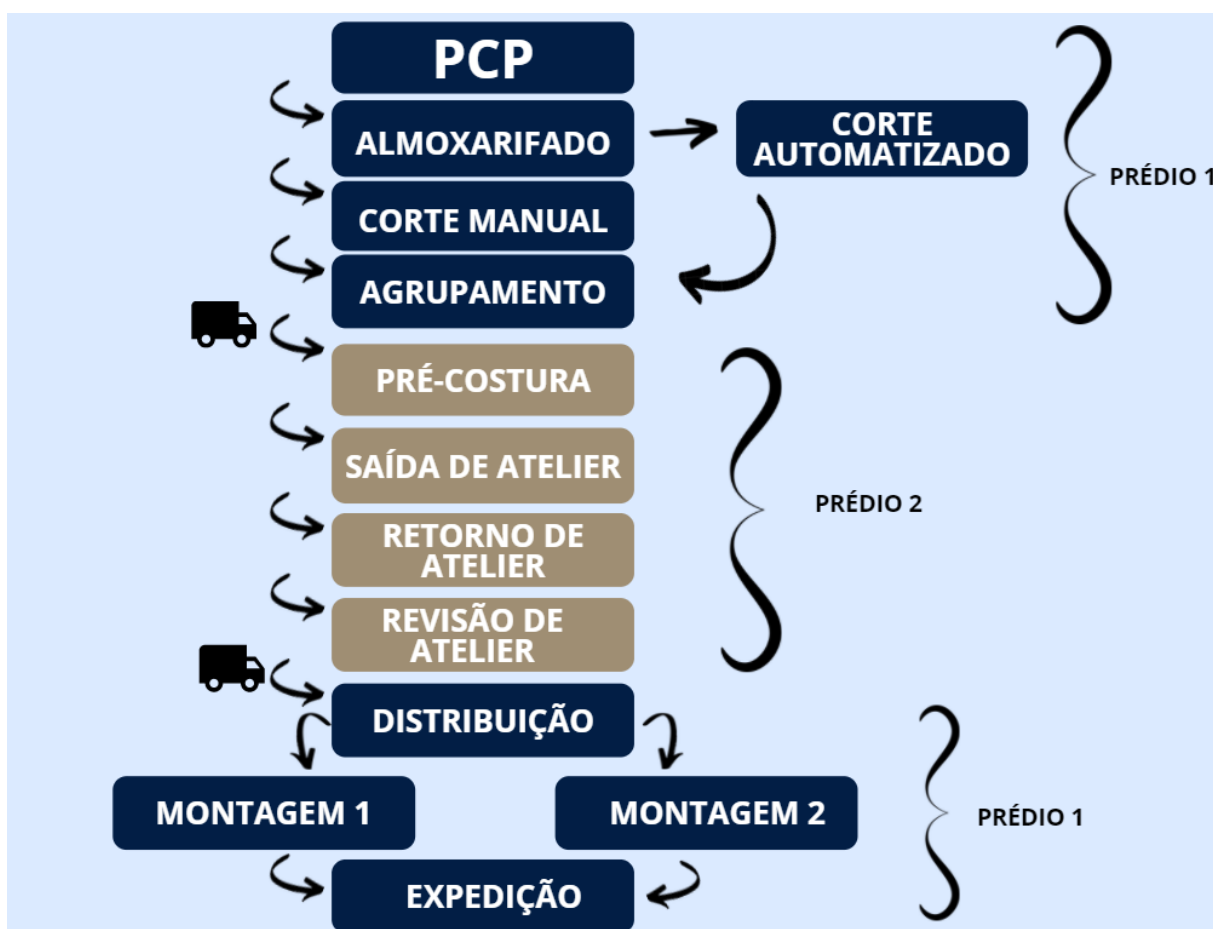 PCP
ALMOXARIFADO
CORTE
AUTOMATIZADO
PRÉDIO 1
CORTE MANUAL
AGRUPAMENTO
PRÉ-COSTURA
SAÍDA DE ATELIER
PRÉDIO 2
RETORNO DE
ATELIER
REVISÃO DE
ATELIER
DISTRIBUIÇÃO
MONTAGEM 1
MONTAGEM 2
PRÉDIO 1
EXPEDIÇÃO